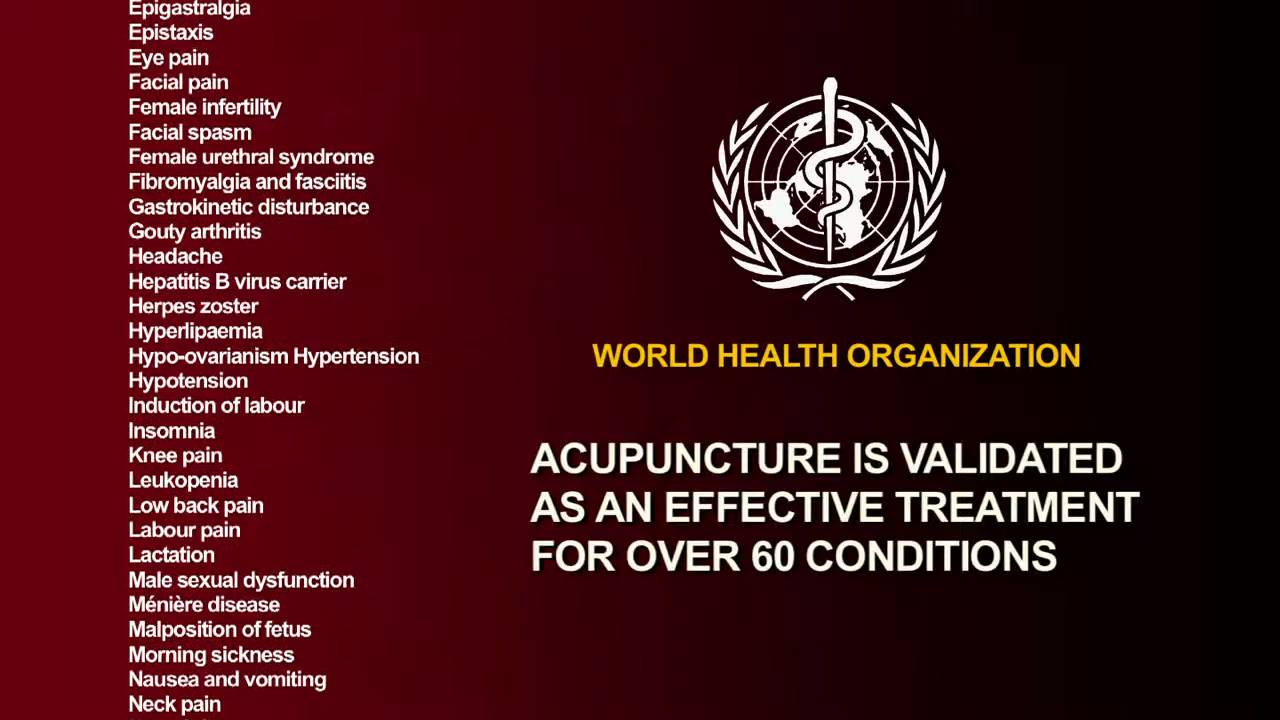 Epigastralgia
Epistaxis
Eye pain
Facial pain
Female infertility
Facial spasm
Female urethral syndrome
Fibromyalgia and fasciitis
Gastrokinetic disturbance
Gouty arthritis
Headache
Hepatitis B virus carrier
Herpes zoster
Hyperlipaemia
Hypo-ovarianism Hypertension
Hypotension
Induction of labour
Insomnia
Knee pain
Leukopenia
Low back pain
Labour pain
Lactation
Male sexual dysfunction
Ménière disease
Malposition of fetus
Morning sickness
Nausea and vomiting
Neck pain
WORLD HEALTH ORGANIZATION
ACUPUNCTURE IS VALIDATED
AS AN EFFECTIVE TREATMENT
FOR OVER 60 CONDITIONS